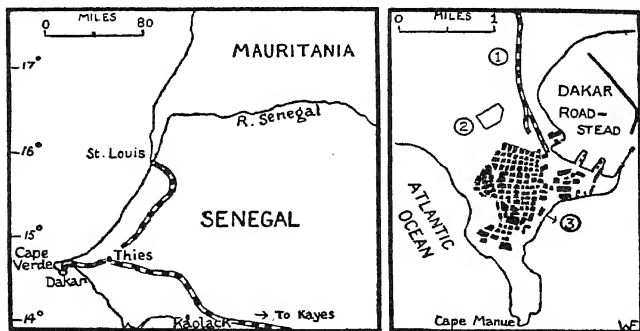 MILES
0 80
MAURITANIA
17°
R. Senegal
16°
St. Louis
SENEGAL
15°
Cape
Verde
Thies
Dakar
14°
Kaolack
→ To Kayes
0 MILES 1
①
DAKAR
ROAD-
STEAD
②
ATLANTIC
OCEAN
③
Cape Manuel